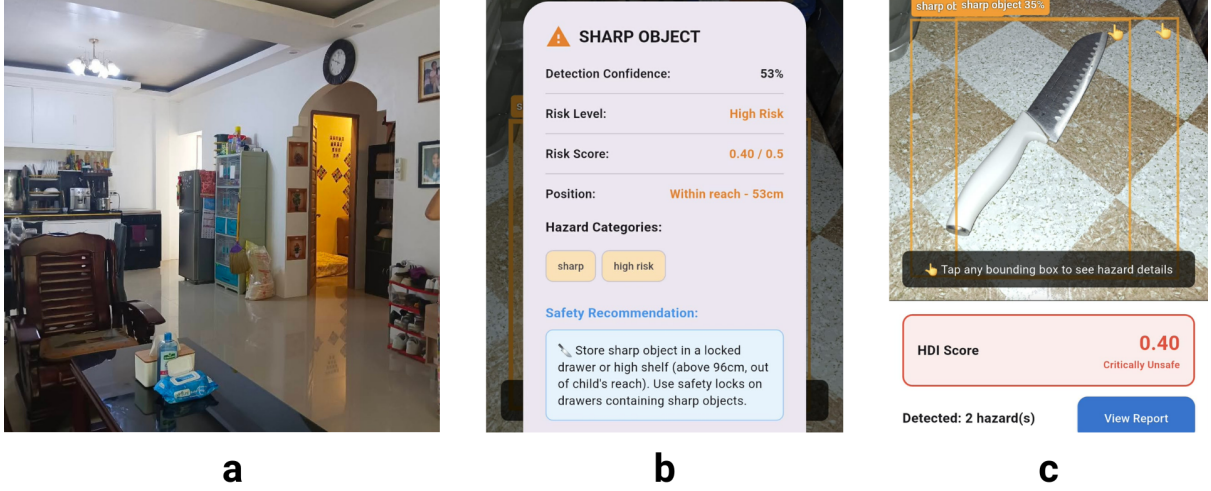 SHARP OBJECT
Detection Confidence: 53%
Risk Level: High Risk
Risk Score: 0.40 / 0.5
Position: Within reach - 53cm
Hazard Categories:
sharp high risk
Safety Recommendation:
Store sharp object in a locked
drawer or high shelf (above 96cm, out
of child's reach). Use safety locks on
drawers containing sharp objects.
sharp ob sharp object 35%
Tap any bounding box to see hazard details
HDI Score 0.40
Critically Unsafe
Detected: 2 hazard(s) View Report
a b c